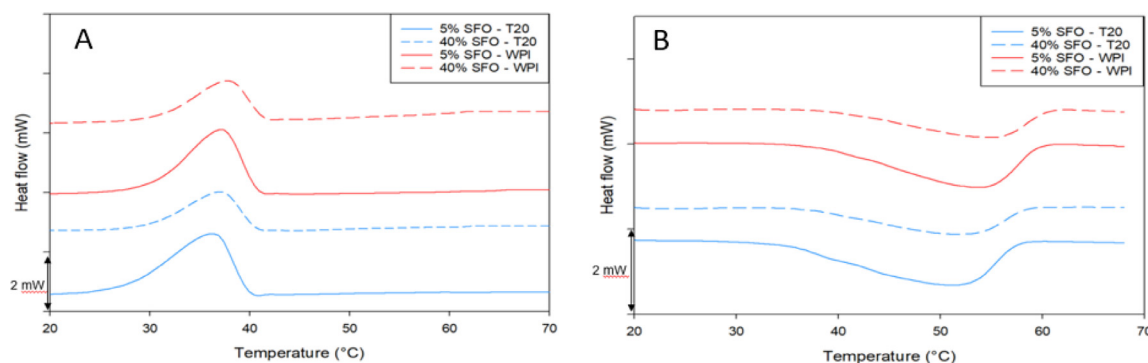 A
5% SFO - T20
40% SFO - T20
5% SFO - WPI
40% SFO - WPI
Heat flow (mW)
2 mW
20 30 40 50 60 70
Temperature (°C)
B
5% SFO - T20
40% SFO - T20
5% SFO - WPI
40% SFO - WPI
Heat flow (mW)
2 mW
20 30 40 50 60 70
Temperature (°C)